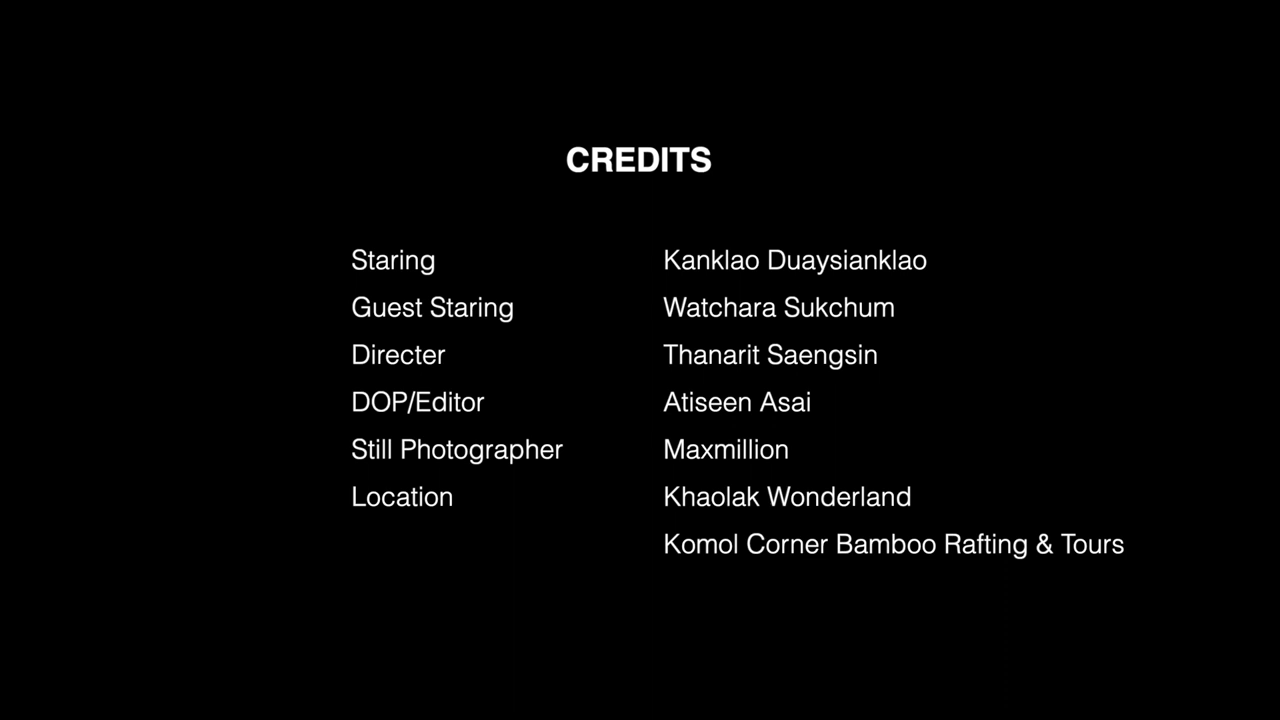 CREDITS
Staring Kanklao Duaysianklao
Guest Staring Watchara Sukchum
Directer Thanarit Saengsin
DOP/Editor Atiseen Asai
Still Photographer Maxmillion
Location Khaolak Wonderland
Komol Corner Bamboo Rafting & Tours